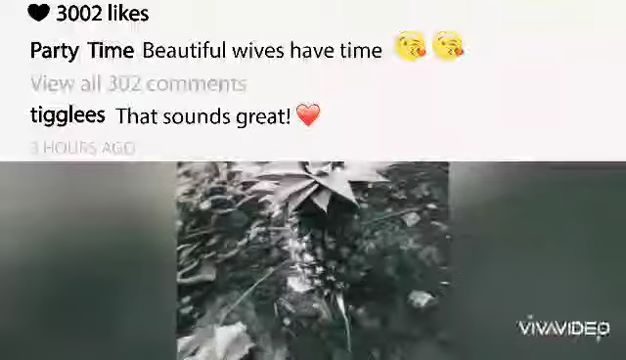 3002 likes
Party Time Beautiful wives have time 😘 😘
View all 302 comments
tigglees That sounds great! ❤️
3 HOURS AGO
VIVAVIDEO